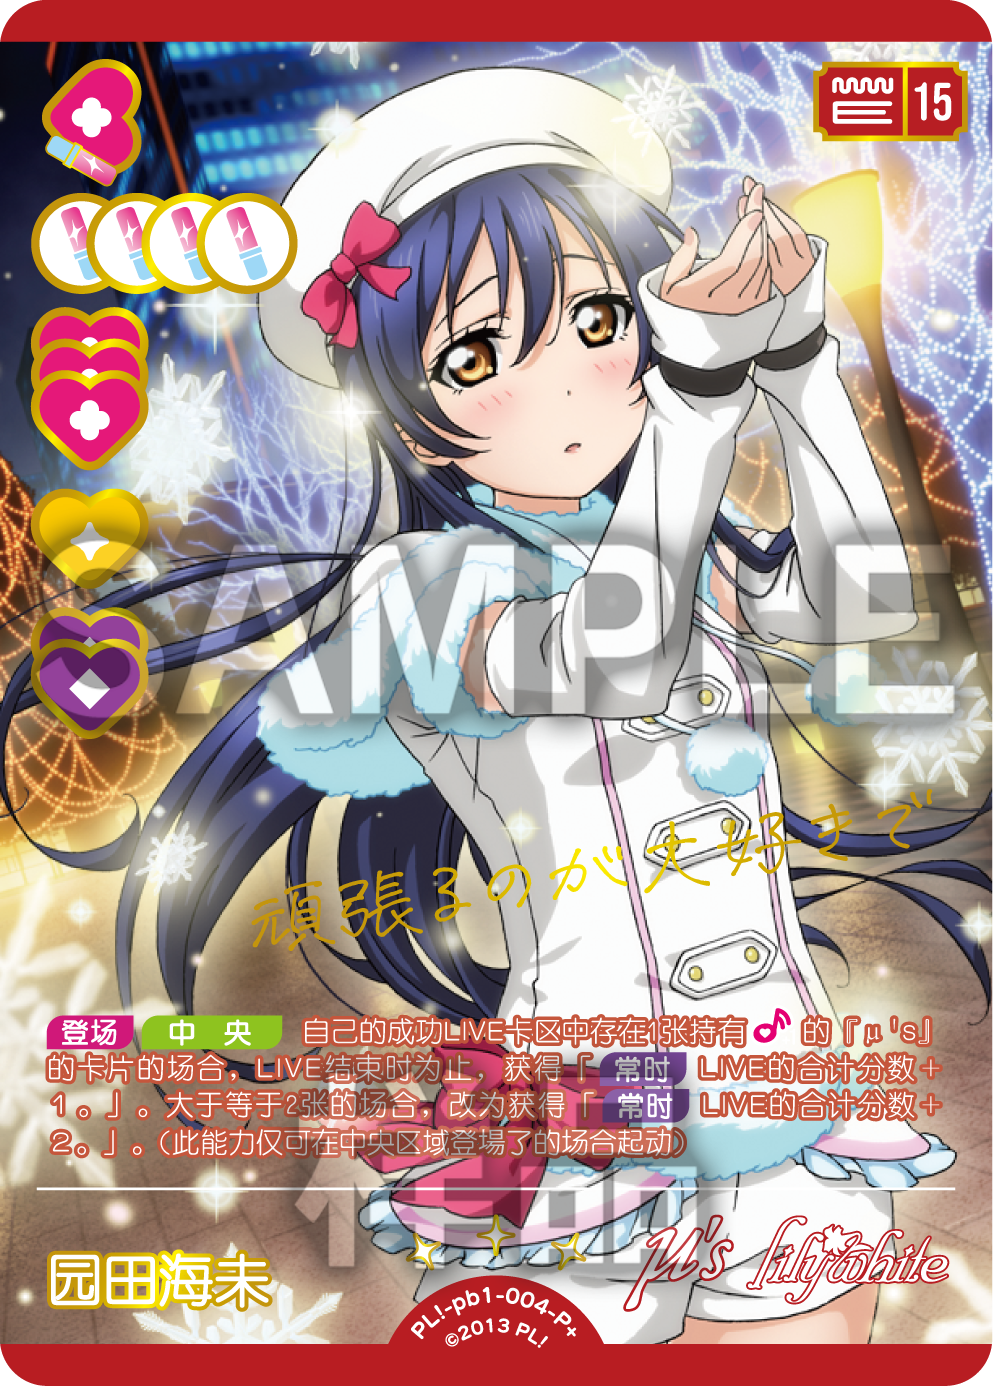 15
SAMPLE
頑張るのが大好きで
登场 中央 自己的成功LIVE卡区中存在1张持有 的『μ's』
的卡片的场合，LIVE结束时为止，获得「 常时 LIVE的合计分数＋
１。」。大于等于2张的场合，改为获得「 常时 LIVE的合计分数＋
２。」。（此能力仅可在中央区域登場了的场合起动）
样品
园田海未
μ's lilywhite
PL!-pb1-004-P+
©2013 PL!